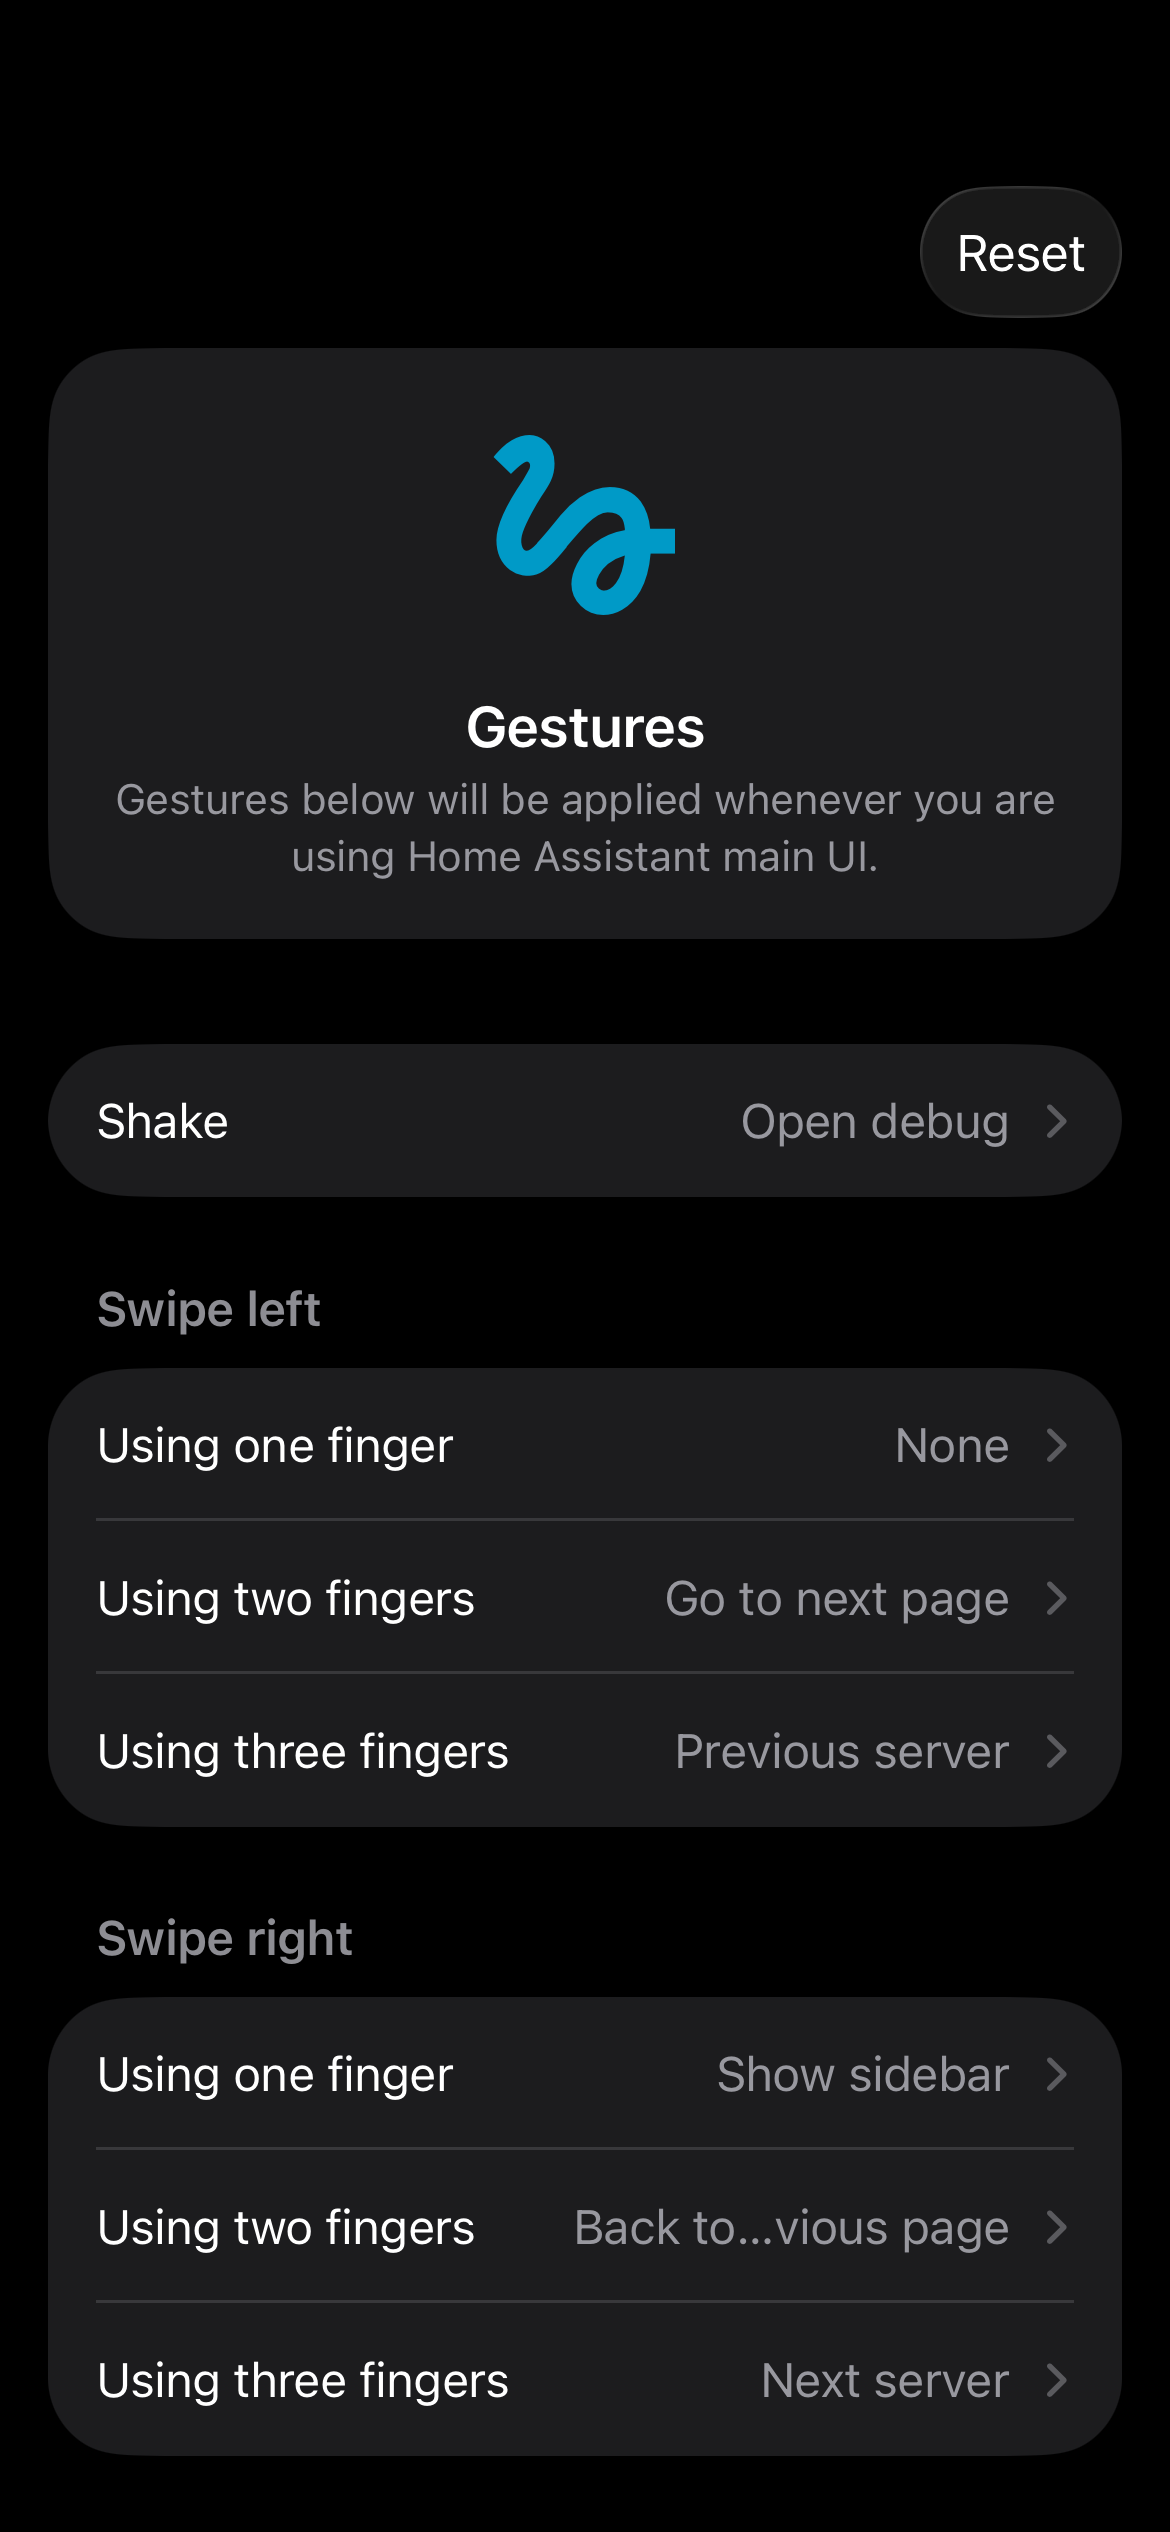 Reset
Gestures
Gestures below will be applied whenever you are
using Home Assistant main UI.
Shake Open debug
Swipe left
Using one finger None
Using two fingers Go to next page
Using three fingers Previous server
Swipe right
Using one finger Show sidebar
Using two fingers Back to...vious page
Using three fingers Next server